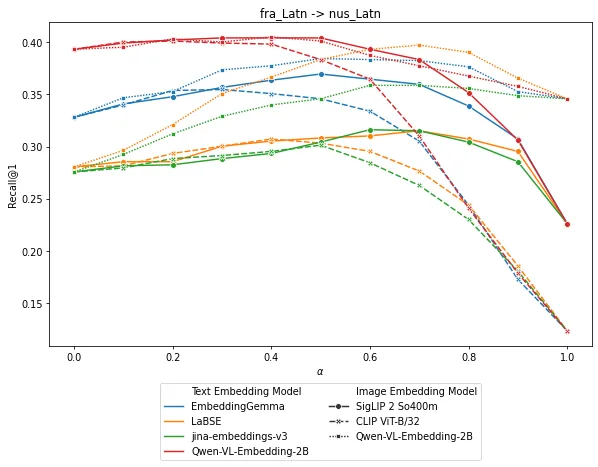 fra_Latn -> nus_Latn
Recall@1
0.40
0.35
0.30
0.25
0.20
0.15
0.0 0.2 0.4 0.6 0.8 1.0
α
Text Embedding Model Image Embedding Model
EmbeddingGemma SigLIP 2 So400m
LaBSE CLIP ViT-B/32
jina-embeddings-v3 Qwen-VL-Embedding-2B
Qwen-VL-Embedding-2B